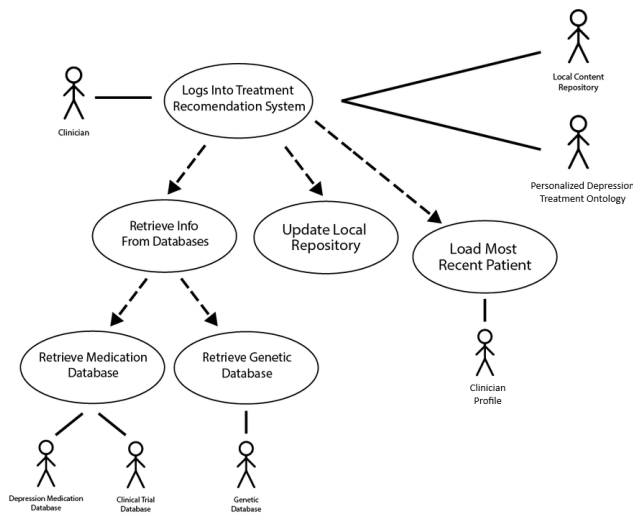 Logs Into Treatment
Recomendation System
Local Content
Repository
Clinician
Personalized Depression
Treatment Ontology
Retrieve Info
From Databases
Update Local
Repository
Load Most
Recent Patient
Retrieve Medication
Database
Retrieve Genetic
Database
Clinician
Profile
Depression Medication
Database
Clinical Trial
Database
Genetic
Database